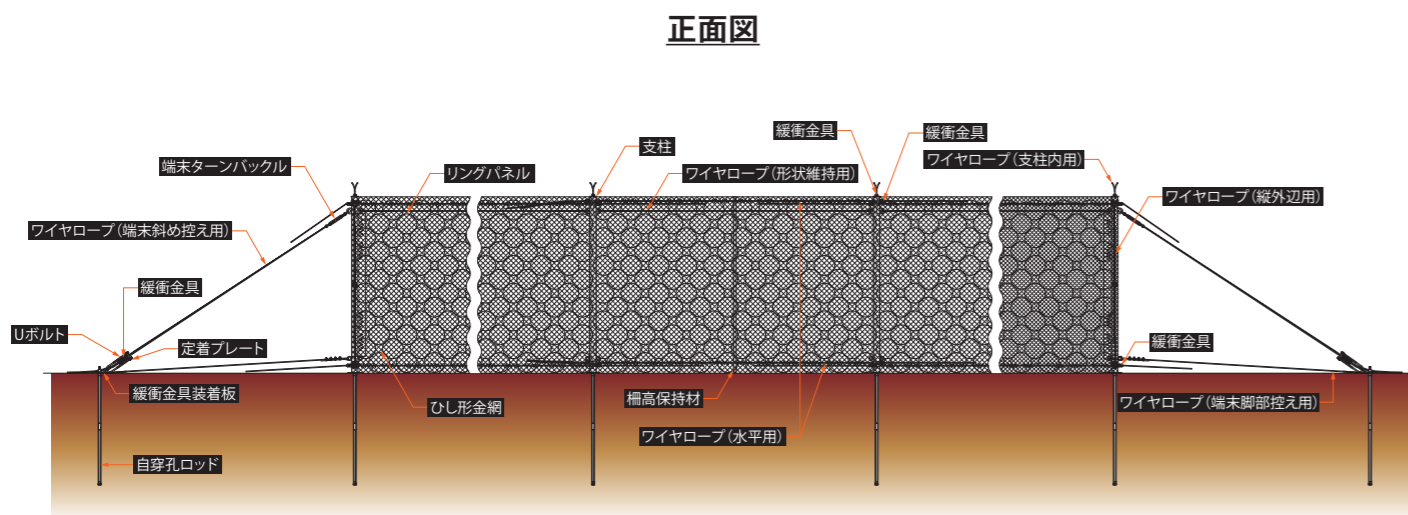 正面図
緩衝金具
緩衝金具
支柱
ワイヤロープ（支柱内用）
端末ターンバックル
リングパネル
ワイヤロープ（形状維持用）
ワイヤロープ（縦外辺用）
ワイヤロープ（端末斜め控え用）
緩衝金具
Uボルト
定着プレート
緩衝金具
緩衝金具装着板
ひし形金網
柵高保持材
ワイヤロープ（端末脚部控え用）
ワイヤロープ（水平用）
自穿孔ロッド